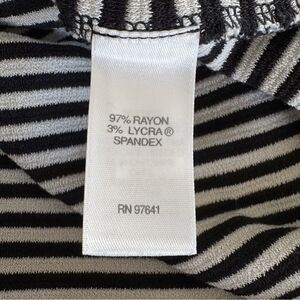 97% RAYON
3% LYCRA®
SPANDEX
RN 97641